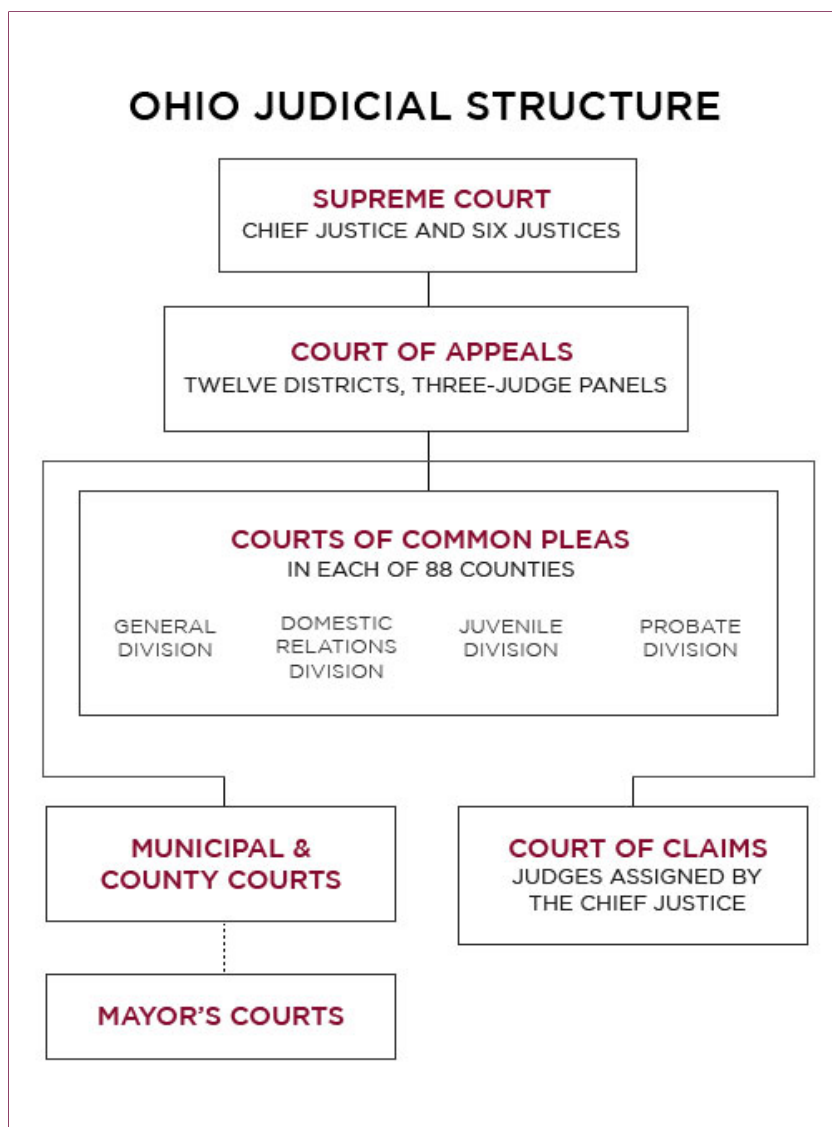 OHIO JUDICIAL STRUCTURE
SUPREME COURT
CHIEF JUSTICE AND SIX JUSTICES
COURT OF APPEALS
TWELVE DISTRICTS, THREE-JUDGE PANELS
COURTS OF COMMON PLEAS
IN EACH OF 88 COUNTIES
GENERAL
DIVISION
DOMESTIC
RELATIONS
DIVISION
JUVENILE
DIVISION
PROBATE
DIVISION
MUNICIPAL &
COUNTY COURTS
COURT OF CLAIMS
JUDGES ASSIGNED BY
THE CHIEF JUSTICE
MAYOR'S COURTS